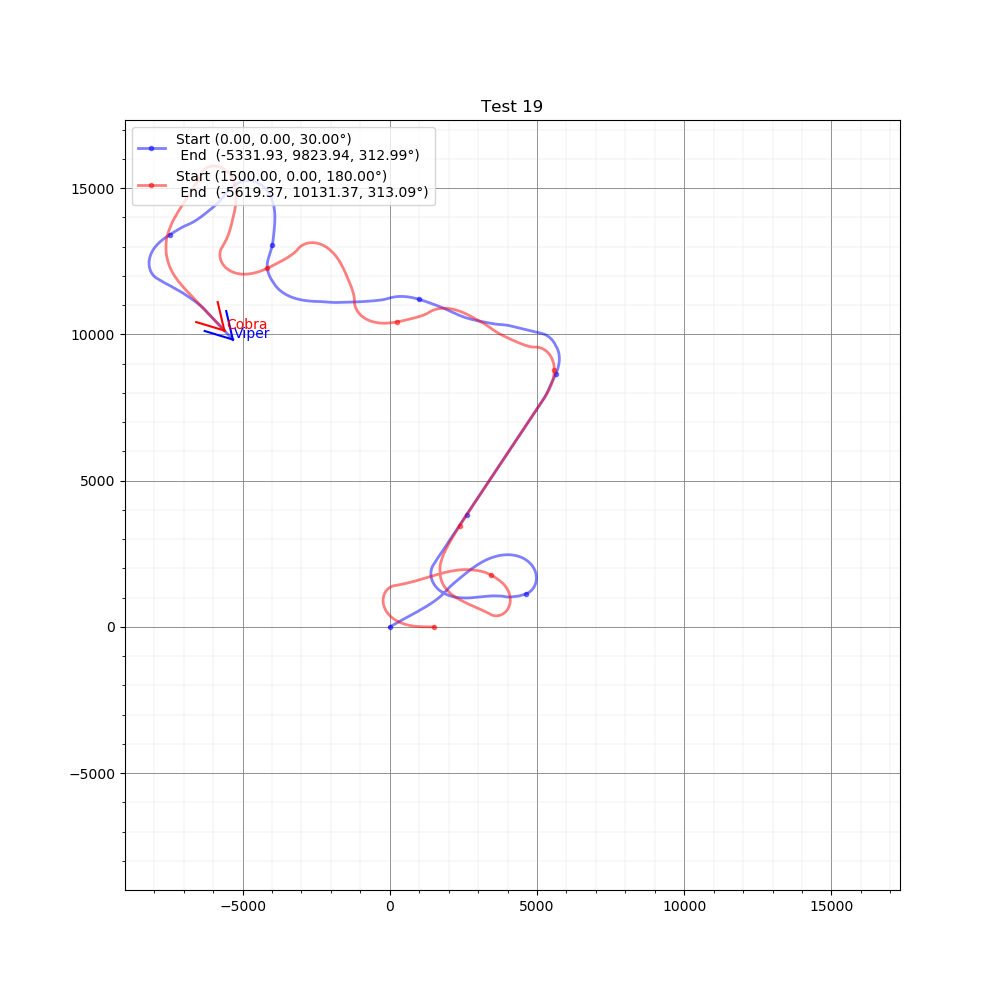 Test 19
Start (0.00, 0.00, 30.00°)
End (-5331.93, 9823.94, 312.99°)
Start (1500.00, 0.00, 180.00°)
End (-5619.37, 10131.37, 313.09°)
15000
10000
5000
0
−5000
Cobra
Viper
−5000
0
5000
10000
15000